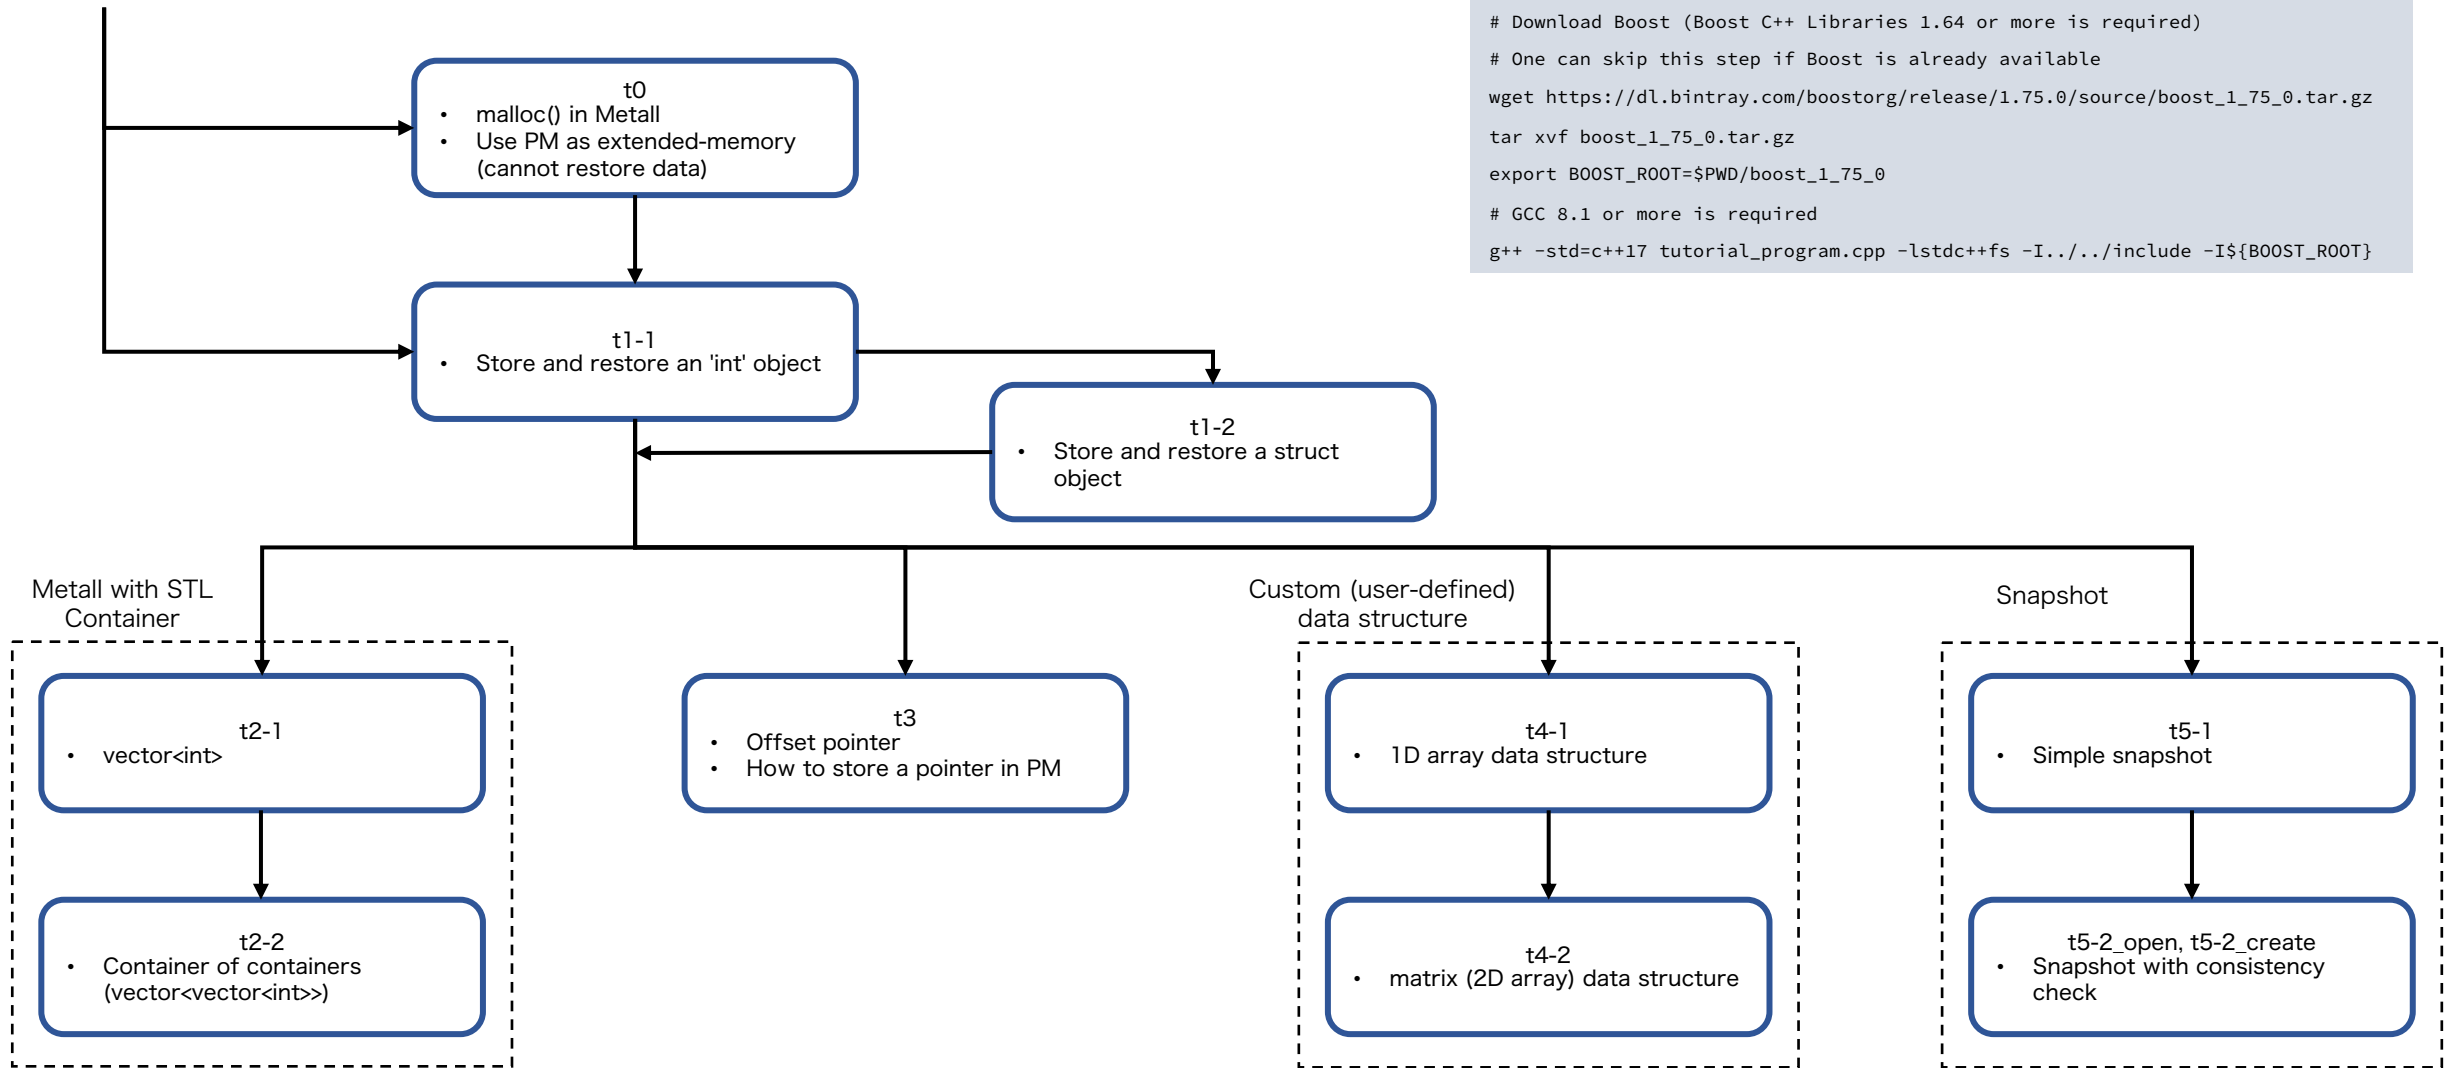 # Download Boost (Boost C++ Libraries 1.64 or more is required)
# One can skip this step if Boost is already available
wget https://dl.bintray.com/boostorg/release/1.75.0/source/boost_1_75_0.tar.gz
tar xvf boost_1_75_0.tar.gz
export BOOST_ROOT=$PWD/boost_1_75_0
# GCC 8.1 or more is required
g++ -std=c++17 tutorial_program.cpp -lstdc++fs -I../../include -I${BOOST_ROOT}
t0
• malloc() in Metall
• Use PM as extended-memory
(cannot restore data)
t1-1
• Store and restore an 'int' object
t1-2
• Store and restore a struct
object
Metall with STL
Container
t2-1
• vector<int>
t2-2
• Container of containers
(vector<vector<int>>)
t3
• Offset pointer
• How to store a pointer in PM
Custom (user-defined)
data structure
t4-1
• 1D array data structure
t4-2
• matrix (2D array) data structure
Snapshot
t5-1
• Simple snapshot
t5-2_open, t5-2_create
• Snapshot with consistency
check